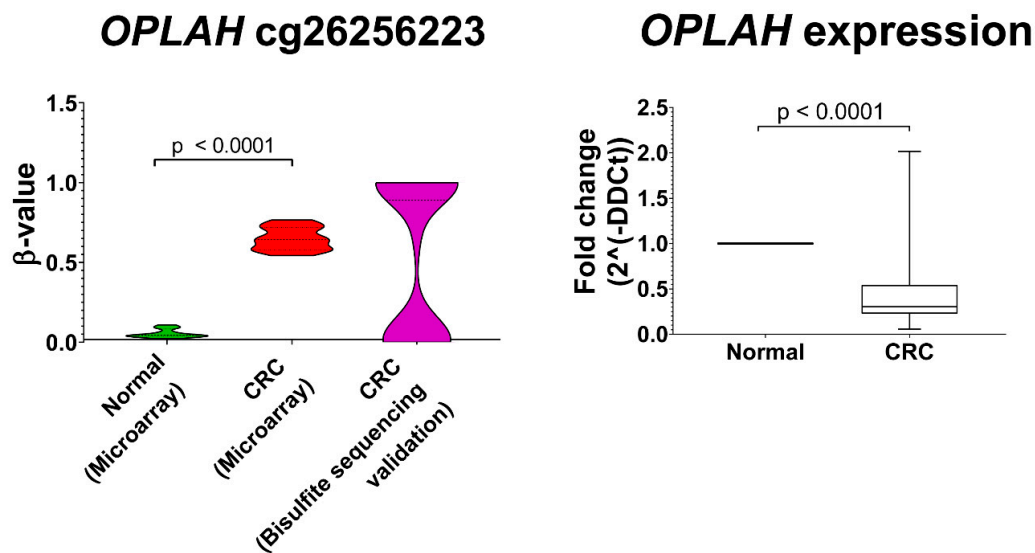 OPLAH cg26256223
β-value
1.5
1.0
0.5
0.0
p < 0.0001
Normal
(Microarray)
CRC
(Microarray)
CRC
(Bisulfite sequencing
validation)
OPLAH expression
Fold change
(2^(-DDCt))
2.5
2.0
1.5
1.0
0.5
0.0
p < 0.0001
Normal
CRC